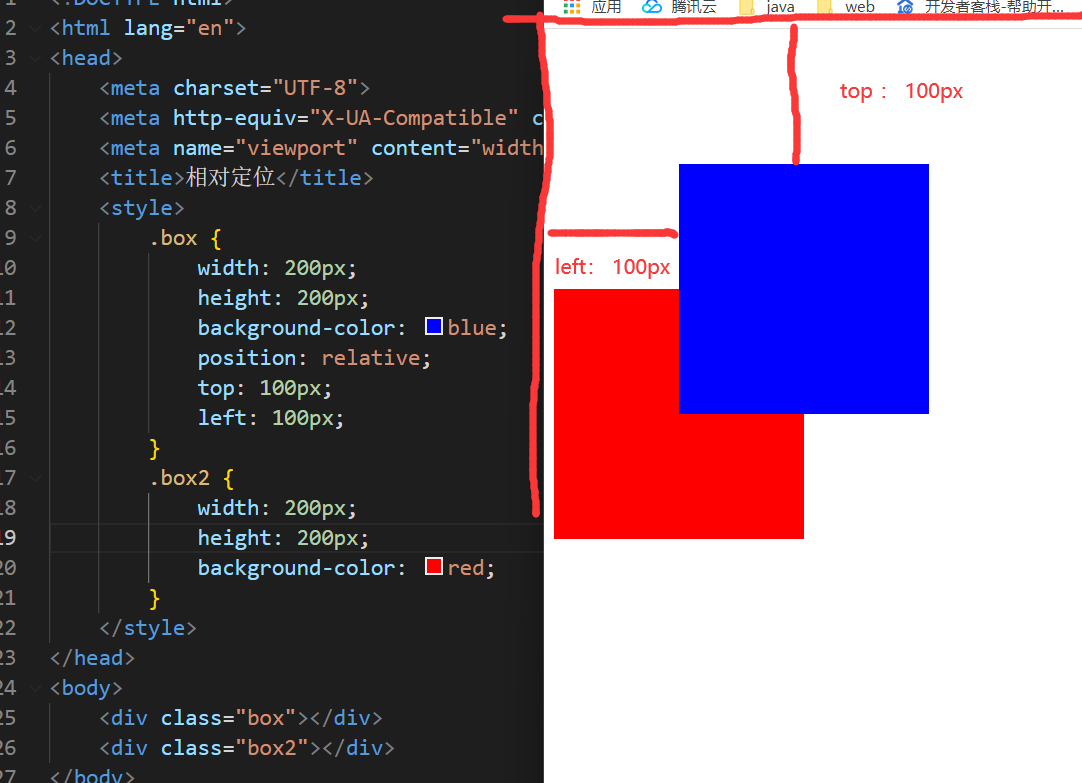 <!DOCTYPE html>
2 <html lang="en">
3 <head>
4 <meta charset="UTF-8">
5 <meta http-equiv="X-UA-Compatible" c
6 <meta name="viewport" content="width
7 <title>相对定位</title>
8 <style>
9 .box {
10 width: 200px;
11 height: 200px;
12 background-color: blue;
13 position: relative;
14 top: 100px;
15 left: 100px;
16 }
17 .box2 {
18 width: 200px;
19 height: 200px;
20 background-color: red;
21 }
22 </style>
23 </head>
24 <body>
25 <div class="box"></div>
26 <div class="box2"></div>
27 </body>
应用 腾讯云 java web 开发者客栈-帮助开...
top： 100px
left： 100px